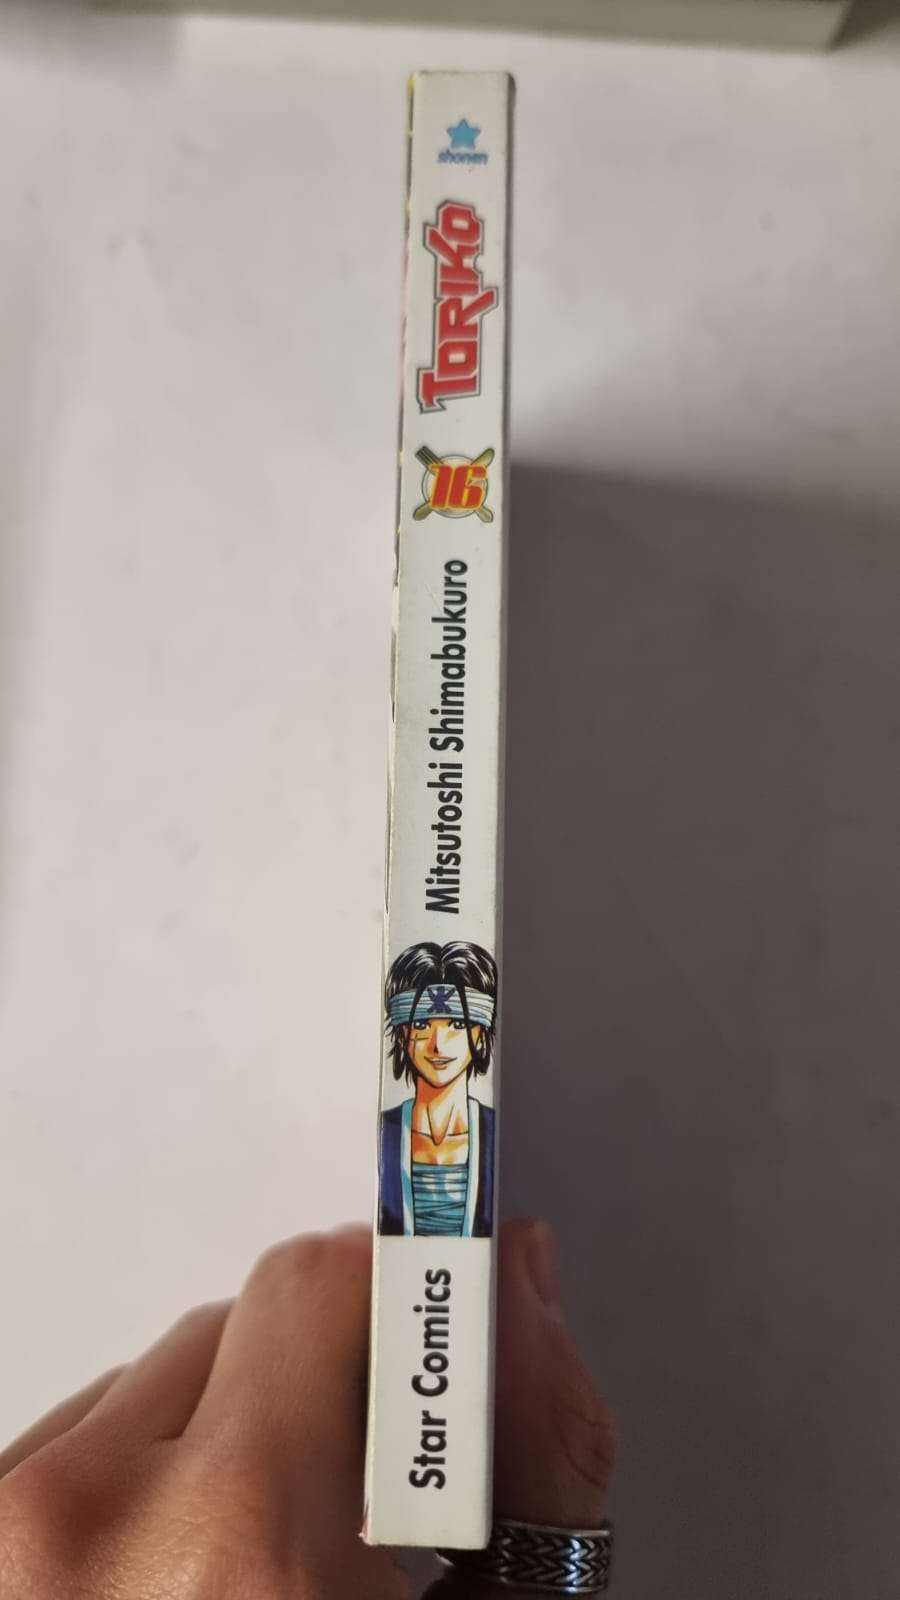 shonen
TORIKO
16
Mitsutoshi Shimabukuro
Star Comics